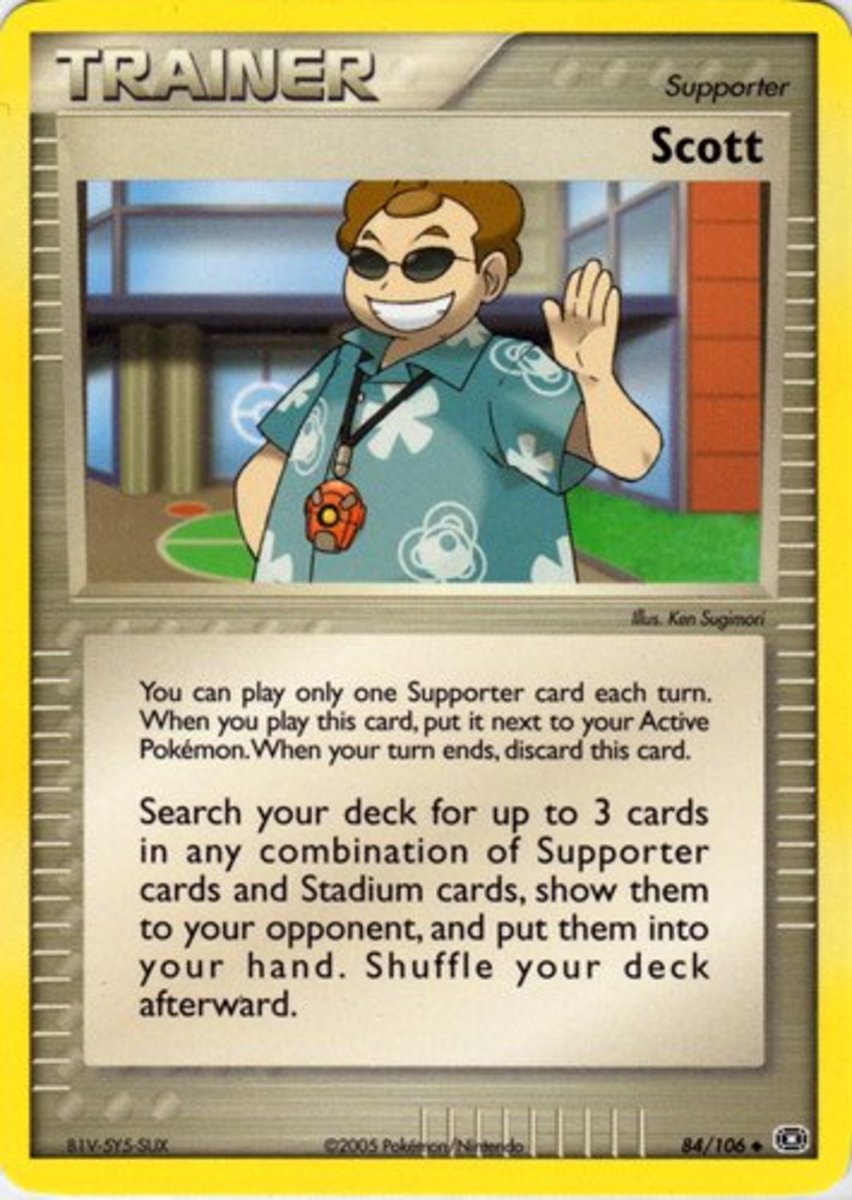 TRAINER
Supporter
Scott
Illus. Ken Sugimori
You can play only one Supporter card each turn.
When you play this card, put it next to your Active
Pokémon. When your turn ends, discard this card.
Search your deck for up to 3 cards
in any combination of Supporter
cards and Stadium cards, show them
to your opponent, and put them into
your hand. Shuffle your deck
afterward.
B1V-5Y5-SUX
©2005 Pokémon/Nintendo
84/106